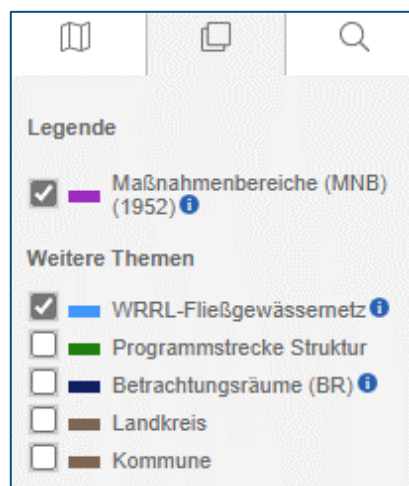 Legende
Maßnahmenbereiche (MNB)
(1952)
Weitere Themen
WRRL-Fließgewässernetz
Programmstrecke Struktur
Betrachtungsräume (BR)
Landkreis
Kommune